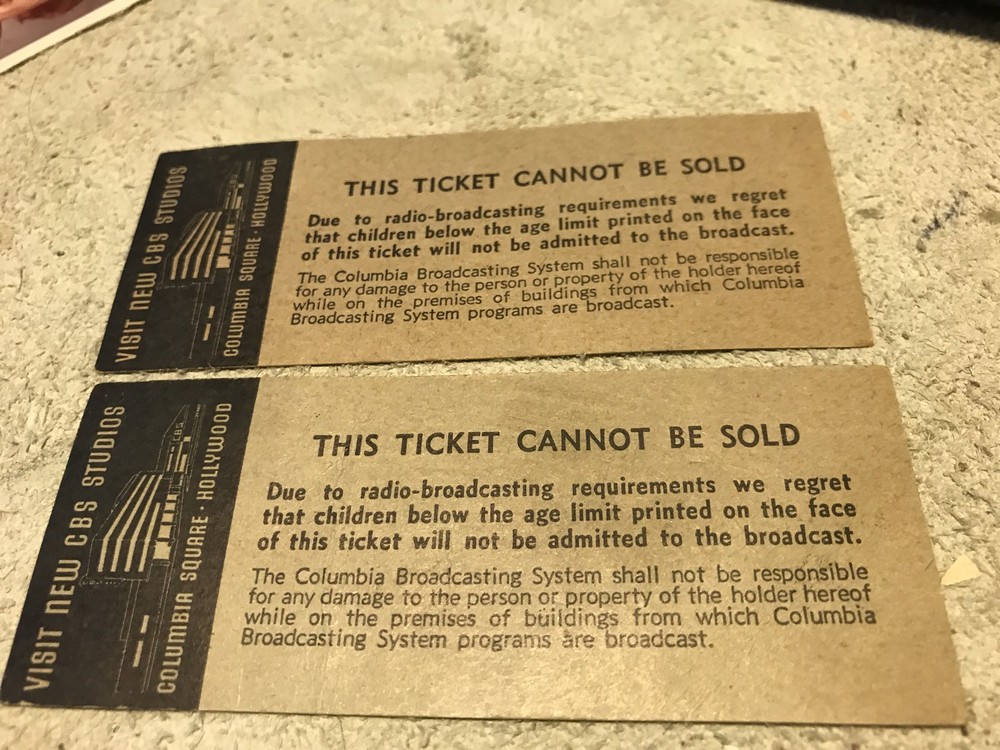 VISIT NEW CBS STUDIOS
COLUMBIA SQUARE · HOLLYWOOD
THIS TICKET CANNOT BE SOLD
Due to radio-broadcasting requirements we regret
that children below the age limit printed on the face
of this ticket will not be admitted to the broadcast.
The Columbia Broadcasting System shall not be responsible
for any damage to the person or property of the holder hereof
while on the premises of buildings from which Columbia
Broadcasting System programs are broadcast.
VISIT NEW CBS STUDIOS
CBS
COLUMBIA SQUARE · HOLLYWOOD
THIS TICKET CANNOT BE SOLD
Due to radio-broadcasting requirements we regret
that children below the age limit printed on the face
of this ticket will not be admitted to the broadcast.
The Columbia Broadcasting System shall not be responsible
for any damage to the person or property of the holder hereof
while on the premises of buildings from which Columbia
Broadcasting System programs are broadcast.